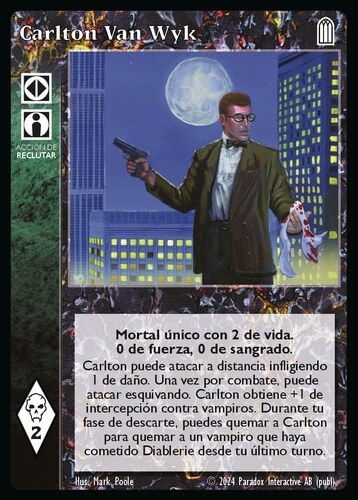 Carlton Van Wyk
ACCIÓN DE
RECLUTAR
Mortal único con 2 de vida.
0 de fuerza, 0 de sangrado.
Carlton puede atacar a distancia infligiendo
1 de daño. Una vez por combate, puede
atacar esquivando. Carlton obtiene +1 de
intercepción contra vampiros. Durante tu
fase de descarte, puedes quemar a Carlton
para quemar a un vampiro que haya
cometido Diablerie desde tu último turno.
2
Ilus. Mark Poole
© 2024 Paradox Interactive AB (publ)